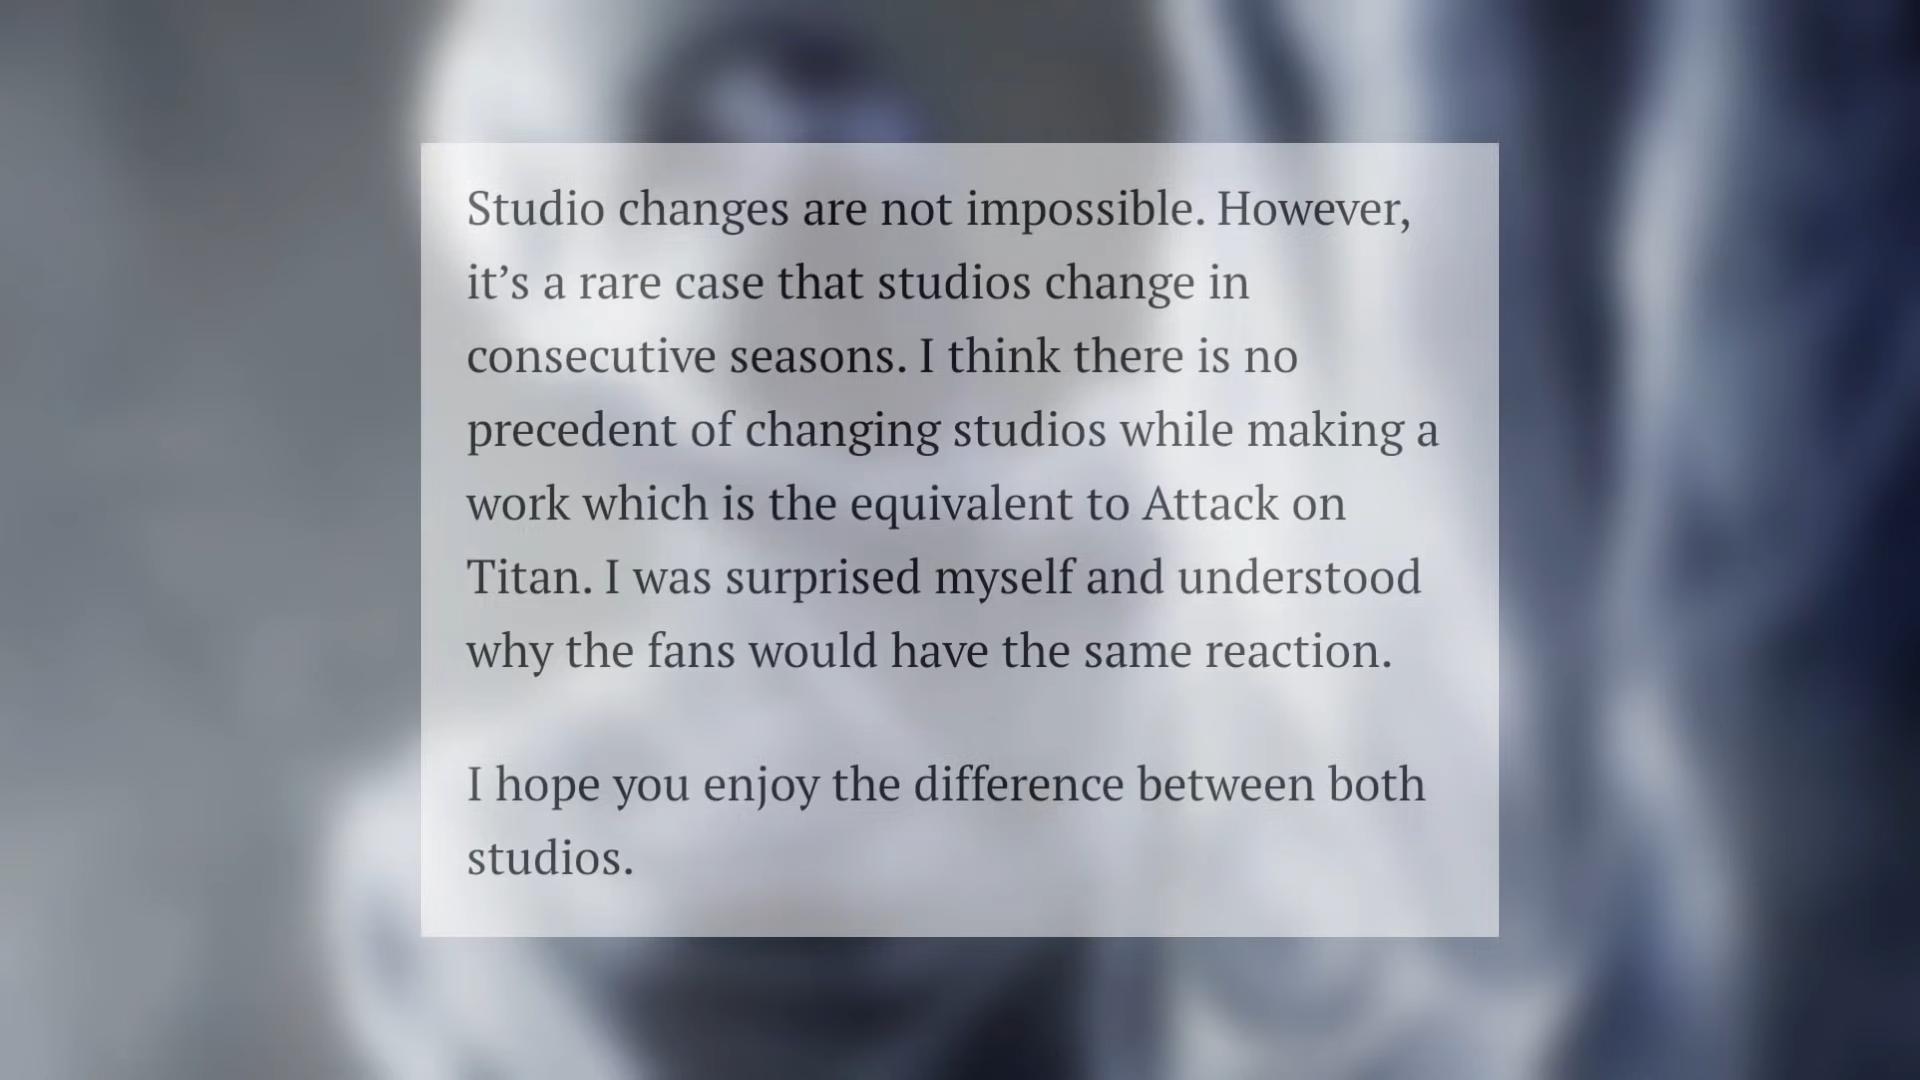 Studio changes are not impossible. However,
it’s a rare case that studios change in
consecutive seasons. I think there is no
precedent of changing studios while making a
work which is the equivalent to Attack on
Titan. I was surprised myself and understood
why the fans would have the same reaction.
I hope you enjoy the difference between both
studios.